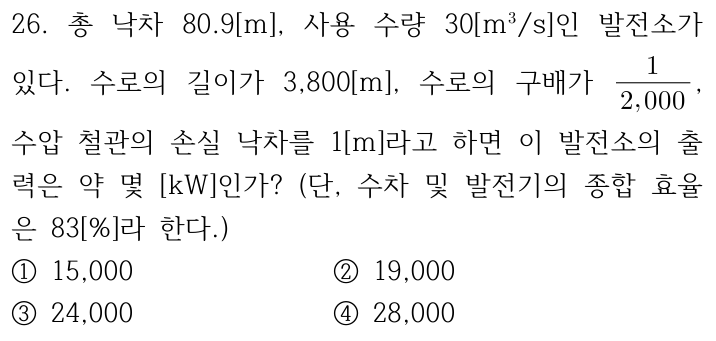 26. 총 낙차 80.9[m], 사용 수량 30[m³/s]인 발전소가
있다. 수로의 길이가 3,800[m], 수로의 구배가 1/2,000,
수압 철관의 손실 낙차를 1[m]라고 하면 이 발전소의 출
력은 약 몇 [kW]인가? (단, 수차 및 발전기의 종합 효율
은 83[%]라 한다.)
① 15,000 ② 19,000
③ 24,000 ④ 28,000